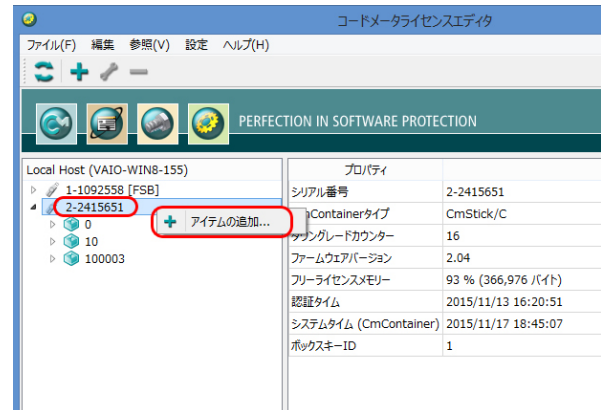 コードメータライセンスエディタ
ファイル(F) 編集 参照(V) 設定 ヘルプ(H)
PERFECTION IN SOFTWARE PROTECTION
Local Host (VAIO-WIN8-155)
1-1092558 [FSB]
2-2415651
0
10
100003
アイテムの追加...
プロパティ
シリアル番号 2-2415651
Containerタイプ CmStick/C
ダウングレードカウンター 16
ファームウェアバージョン 2.04
フリーライセンスメモリー 93 % (366,976 バイト)
認証タイム 2015/11/13 16:20:51
システムタイム (CmContainer) 2015/11/17 18:45:07
ボックスキーID 1